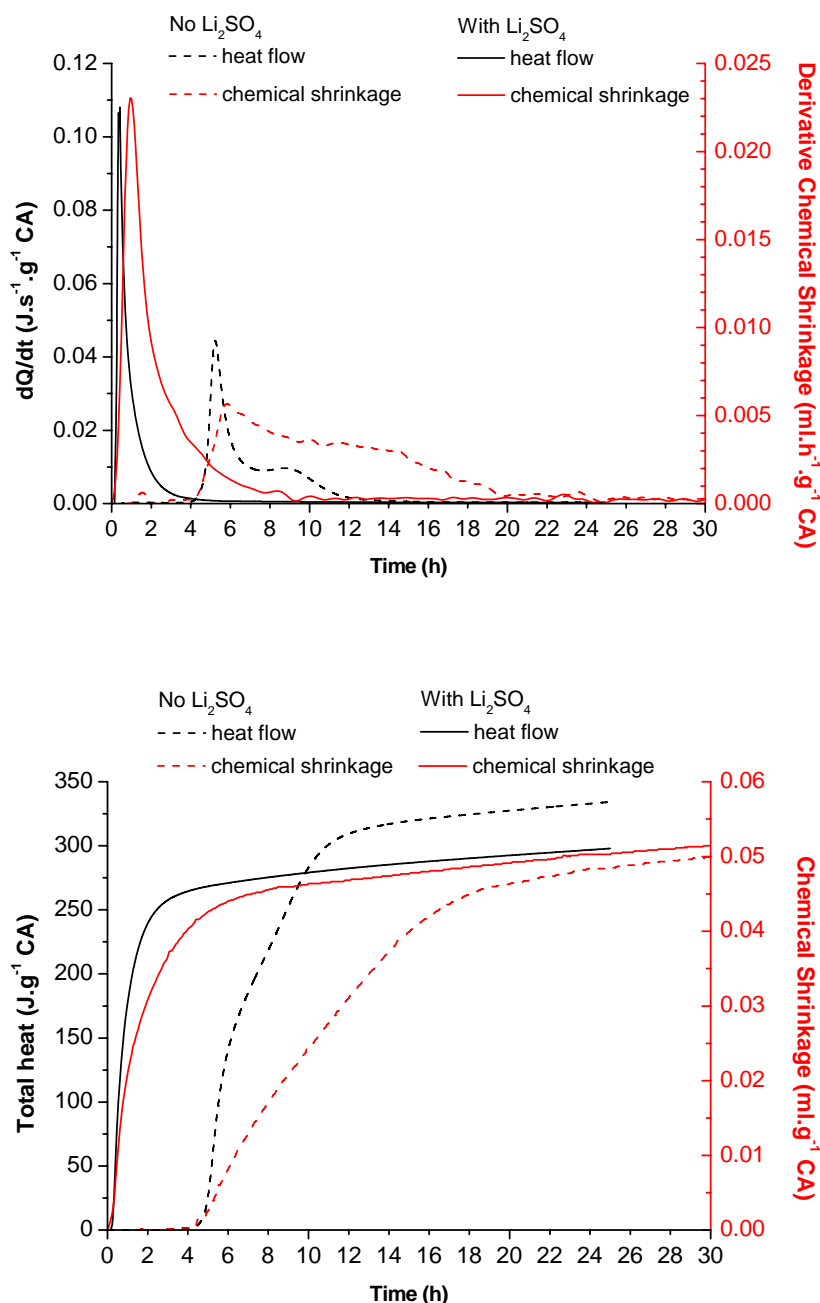 No Li₂SO₄ With Li₂SO₄
heat flow heat flow
chemical shrinkage chemical shrinkage
0.12
0.10
0.08
0.06
0.04
0.02
0.00
dQ/dt (J.s⁻¹.g⁻¹ CA)
0.025
0.020
0.015
0.010
0.005
0.000
Derivative Chemical Shrinkage (ml.h⁻¹.g⁻¹ CA)
0 2 4 6 8 10 12 14 16 18 20 22 24 26 28 30
Time (h)
No Li₂SO₄ With Li₂SO₄
heat flow heat flow
chemical shrinkage chemical shrinkage
350
300
250
200
150
100
50
0
Total heat (J.g⁻¹ CA)
0.06
0.05
0.04
0.03
0.02
0.01
0.00
Chemical Shrinkage (ml.g⁻¹ CA)
0 2 4 6 8 10 12 14 16 18 20 22 24 26 28 30
Time (h)